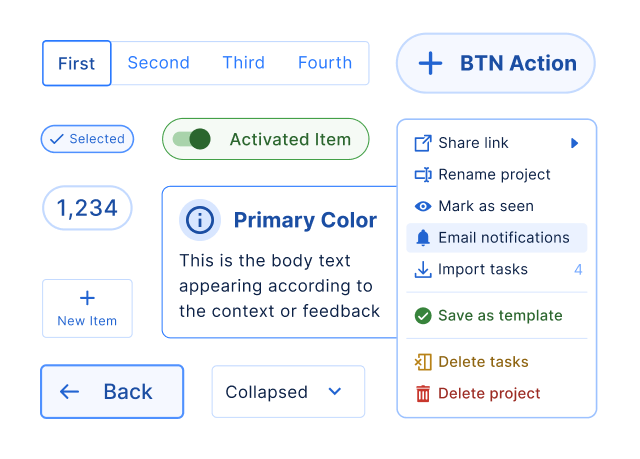 First
Second
Third
Fourth
BTN Action
Selected
Activated Item
1,234
Primary Color
This is the body text
appearing according to
the context or feedback
New Item
Back
Collapsed
Share link
Rename project
Mark as seen
Email notifications
Import tasks 4
Save as template
Delete tasks
Delete project